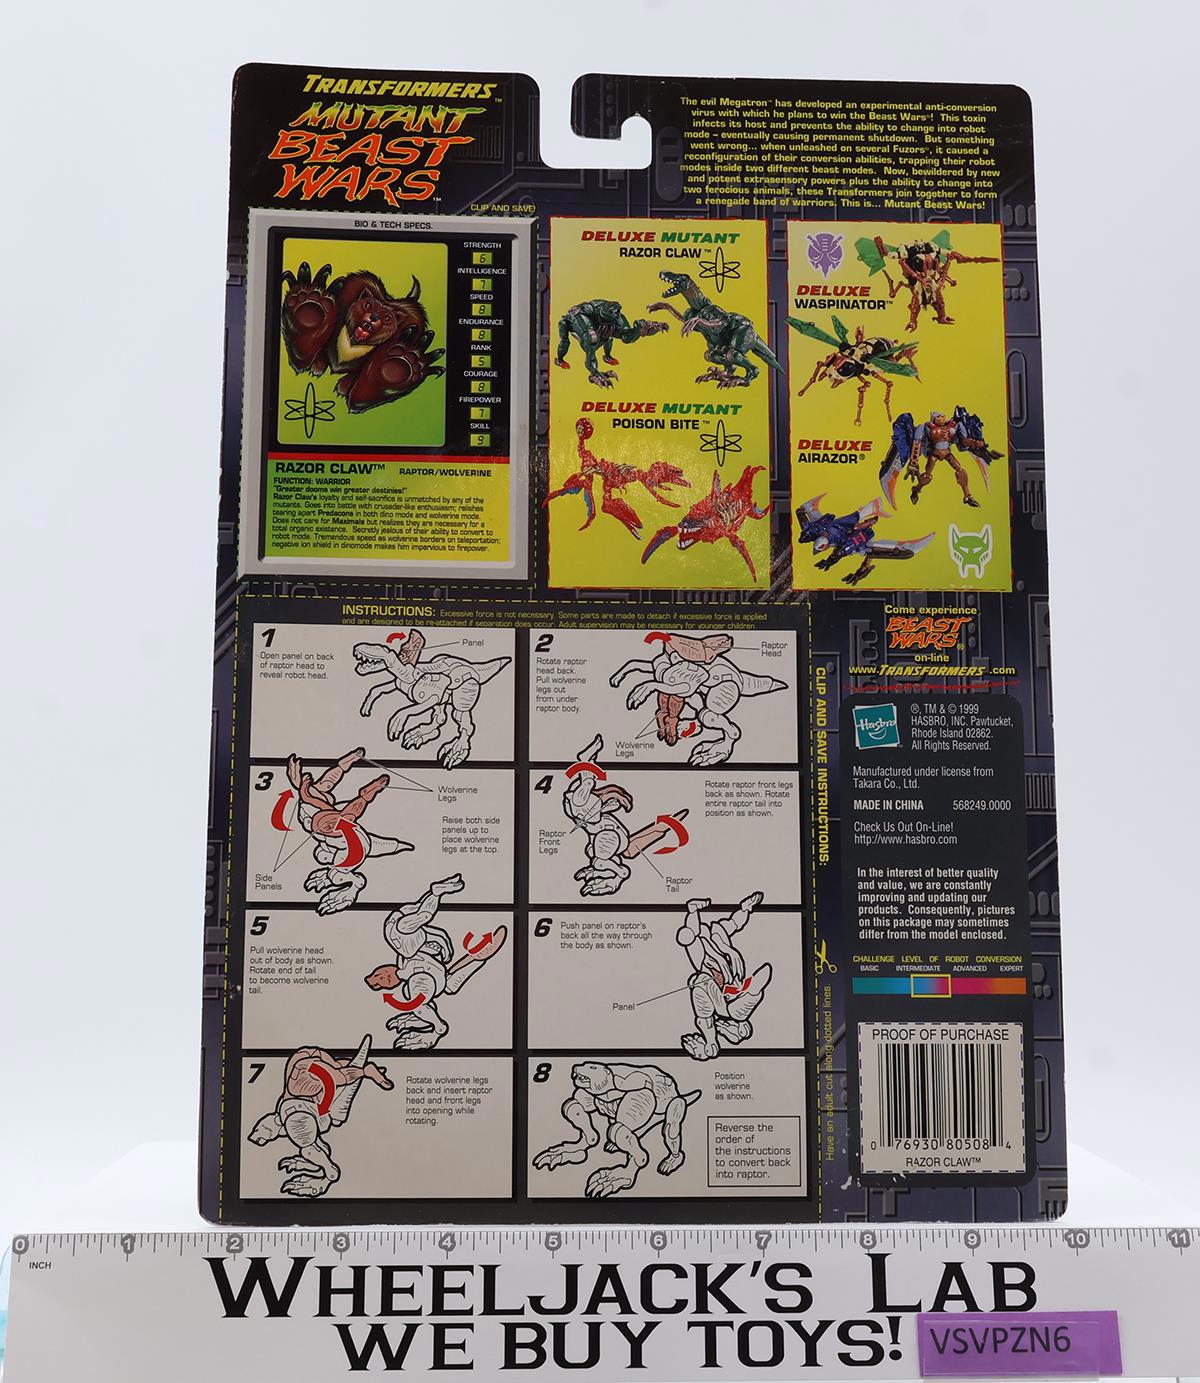 TRANSFORMERS™
MUTANT
BEAST
WARS™
The evil Megatron™ has developed an experimental anti-conversion
virus with which he plans to win the Beast Wars®! This toxin
infects its host and prevents the ability to change into robot
mode – eventually causing permanent shutdown. But something
went wrong... when unleashed on several Fuzors®, it caused a
reconfiguration of their conversion abilities, trapping their robot
modes inside two different beast modes. Now, bewildered by new
and potent extrasensory powers plus the ability to change into
two ferocious animals, these Transformers join together to form
a renegade band of warriors. This is... Mutant Beast Wars!
CLIP AND SAVE!
BIO & TECH SPECS.
STRENGTH
6
INTELLIGENCE
7
SPEED
8
ENDURANCE
8
RANK
5
COURAGE
8
FIREPOWER
7
SKILL
9
RAZOR CLAW™ RAPTOR/WOLVERINE
FUNCTION: WARRIOR
"Greater dooms win greater destinies!"
Razor Claw's loyalty and self-sacrifice is unmatched by any of the
mutants. Goes into battle with crusader-like enthusiasm; relishes
tearing apart Predacons in both dino mode and wolverine mode.
Does not care for Maximals but realizes they are necessary for a
total organic existence. Secretly jealous of their ability to convert to
robot mode. Tremendous speed as wolverine borders on teleportation;
negative ion shield in dinomode makes him impervious to firepower.
DELUXE MUTANT
RAZOR CLAW™
DELUXE MUTANT
POISON BITE™
DELUXE
WASPINATOR™
DELUXE
AIRAZOR®
INSTRUCTIONS: Excessive force is not necessary. Some parts are made to detach if excessive force is applied
and are designed to be re-attached if separation does occur. Adult supervision may be necessary for younger children.
1
Open panel on back
of raptor head to
reveal robot head.
Panel
2
Rotate raptor
head back.
Pull wolverine
legs out
from under
raptor body.
Raptor
Head
Wolverine
Legs
3
Wolverine
Legs
Raise both side
panels up to
place wolverine
legs at the top.
Side
Panels
4
Rotate raptor front legs
back as shown. Rotate
entire raptor tail into
position as shown.
Raptor
Front
Legs
Raptor
Tail
5
Pull wolverine head
out of body as shown.
Rotate end of tail
to become wolverine
tail.
6
Push panel on raptor's
back all the way through
the body as shown.
Panel
7
Rotate wolverine legs
back and insert raptor
head and front legs
into opening while
rotating.
8
Position
wolverine
as shown.
Reverse the
order of
the instructions
to convert back
into raptor.
CLIP AND SAVE INSTRUCTIONS:
Have an adult cut along dotted lines.
Come experience
BEAST
WARS®
on-line
www.TRANSFORMERS.com
Hasbro
®, TM & © 1999
HASBRO, INC. Pawtucket,
Rhode Island 02862.
All Rights Reserved.
Manufactured under license from
Takara Co., Ltd.
MADE IN CHINA 568249.0000
Check Us Out On-Line!
http://www.hasbro.com
In the interest of better quality
and value, we are constantly
improving and updating our
products. Consequently, pictures
on this package may sometimes
differ from the model enclosed.
CHALLENGE LEVEL OF ROBOT CONVERSION
BASIC INTERMEDIATE ADVANCED EXPERT
PROOF OF PURCHASE
0 76930 80508 4
RAZOR CLAW™
0 1 2 3 4 5 6 7 8 9 10 11
INCH
WHEELJACK'S LAB
WE BUY TOYS!
VSVPZN6